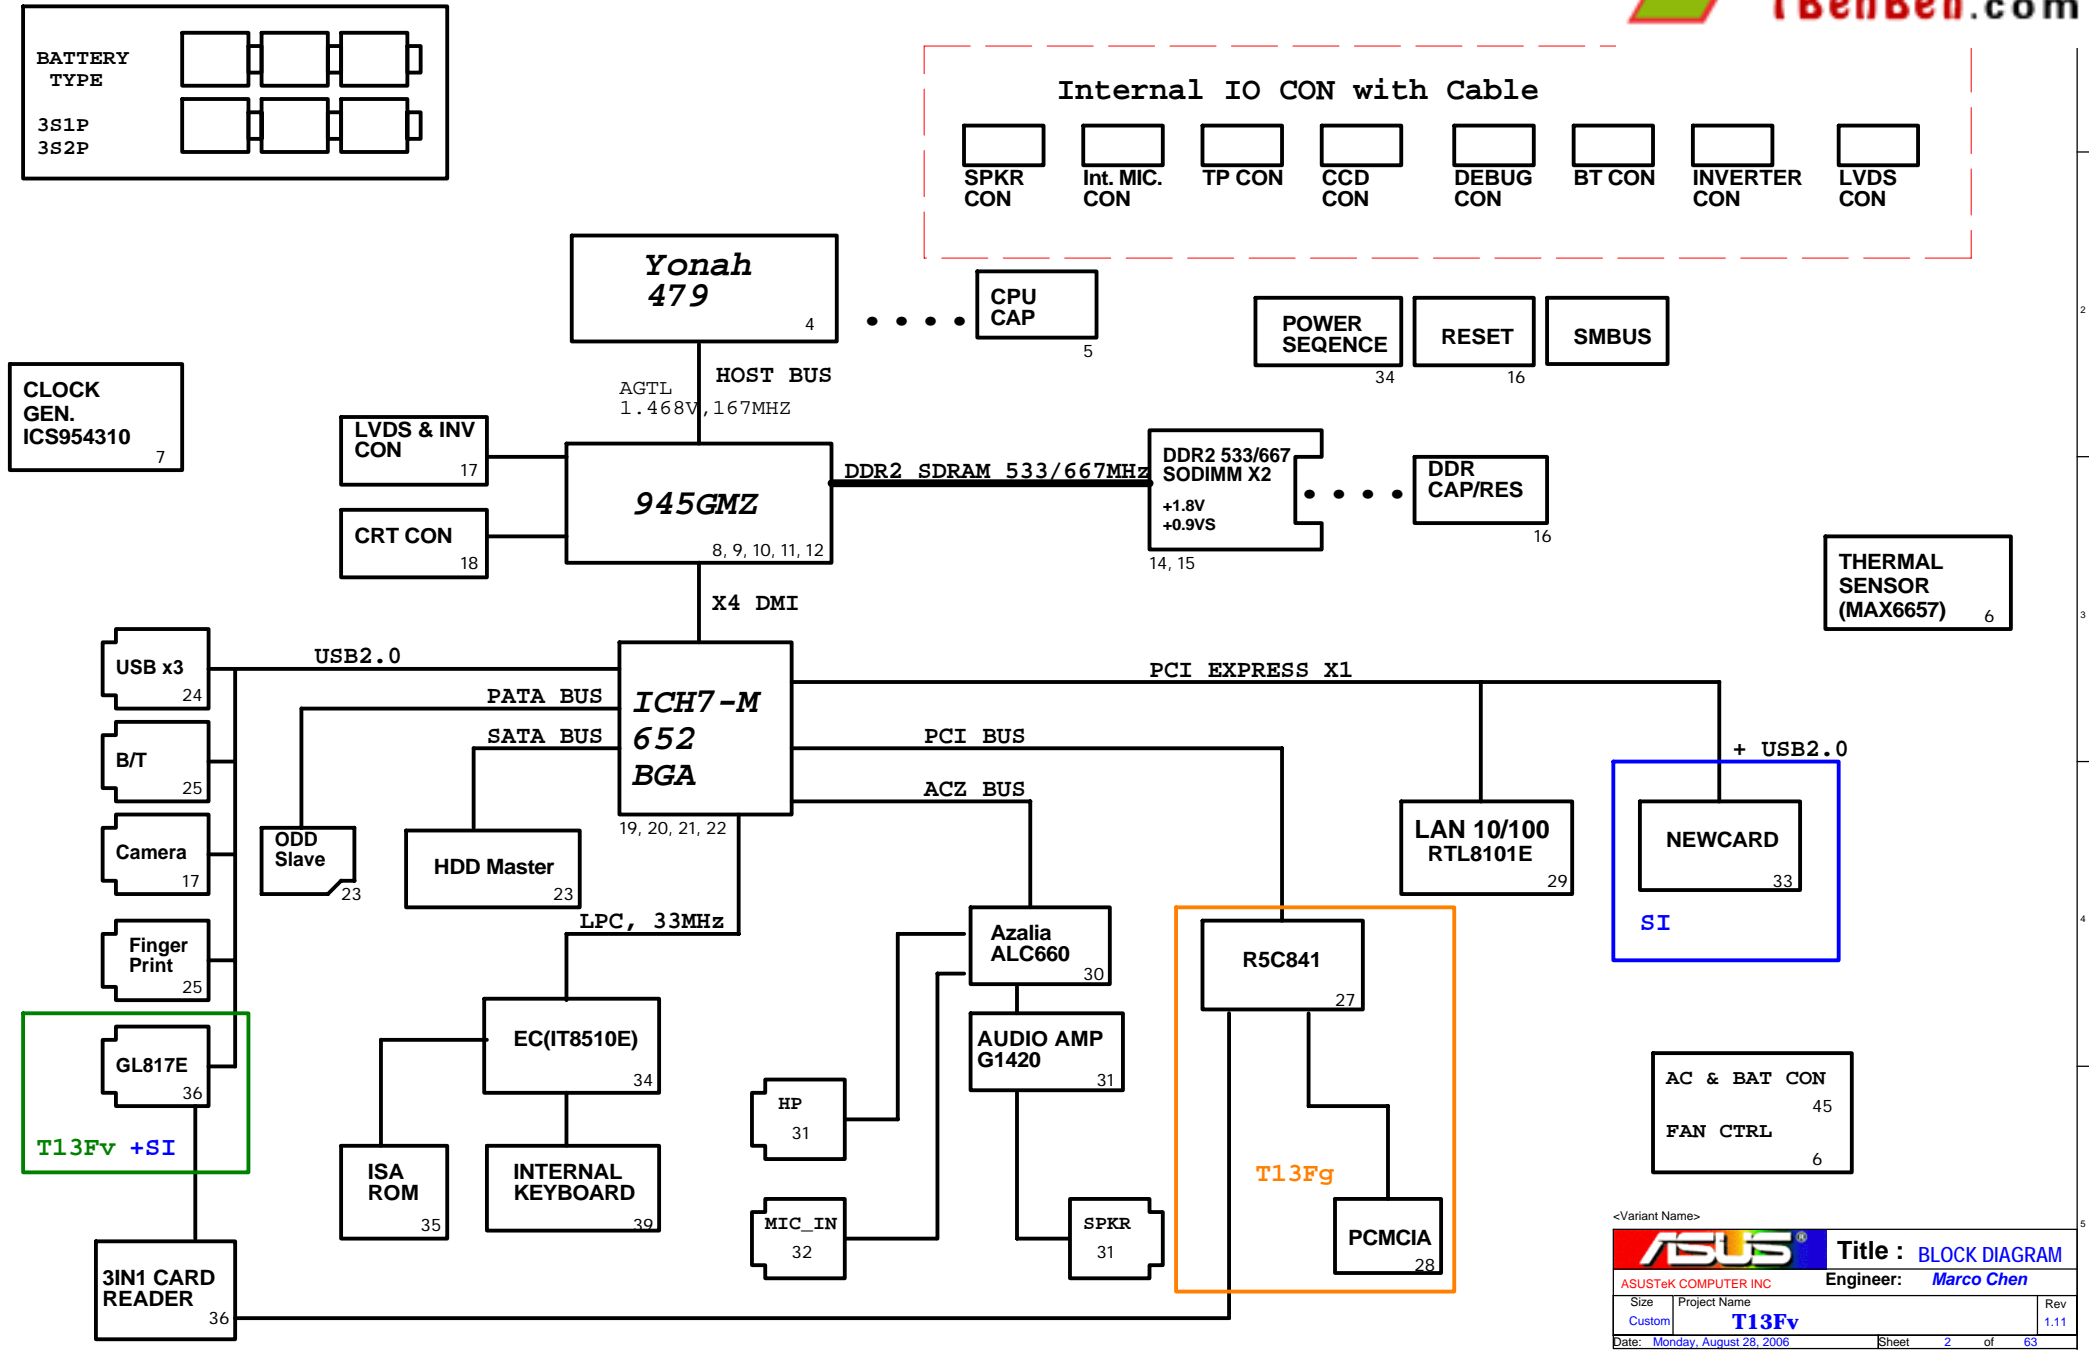 TBenBen.com
BATTERY
TYPE
3S1P
3S2P
Internal IO CON with Cable
SPKR
CON
Int. MIC.
CON
TP CON
CCD
CON
DEBUG
CON
BT CON
INVERTER
CON
LVDS
CON
Yonah
479
4
CPU
CAP
5
POWER
SEQENCE
34
RESET
16
SMBUS
CLOCK
GEN.
ICS954310
7
HOST BUS
AGTL
1.468V,167MHZ
LVDS & INV
CON
17
CRT CON
18
945GMZ
8, 9, 10, 11, 12
DDR2 SDRAM 533/667MHz
DDR2 533/667
SODIMM X2
+1.8V
+0.9VS
14, 15
DDR
CAP/RES
16
THERMAL
SENSOR
(MAX6657)
6
X4 DMI
USB x3
24
USB2.0
PATA BUS
SATA BUS
ICH7-M
652
BGA
19, 20, 21, 22
PCI EXPRESS X1
PCI BUS
ACZ BUS
+ USB2.0
B/T
25
Camera
17
Finger
Print
25
GL817E
36
T13Fv +SI
3IN1 CARD
READER
36
ODD
Slave
23
HDD Master
23
LPC, 33MHz
EC(IT8510E)
34
ISA
ROM
35
INTERNAL
KEYBOARD
39
Azalia
ALC660
30
AUDIO AMP
G1420
31
HP
31
MIC_IN
32
SPKR
31
R5C841
27
T13Fg
PCMCIA
28
LAN 10/100
RTL8101E
29
NEWCARD
33
SI
AC & BAT CON
45
FAN CTRL
6
2
3
4
5
<Variant Name>
ASUS®
Title : BLOCK DIAGRAM
ASUSTeK COMPUTER INC
Engineer: Marco Chen
Size
Custom
Project Name
T13Fv
Rev
1.11
Date: Monday, August 28, 2006
Sheet 2 of 63